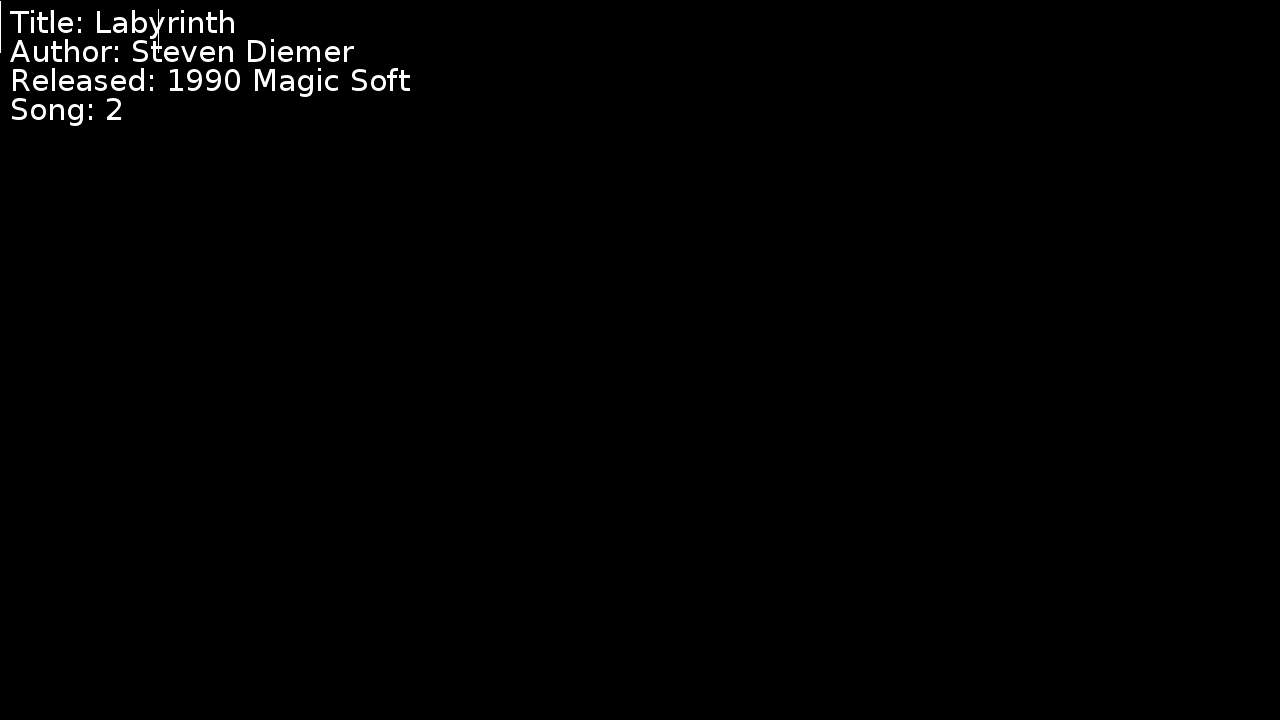 Title: Labyrinth
Author: Steven Diemer
Released: 1990 Magic Soft
Song: 2